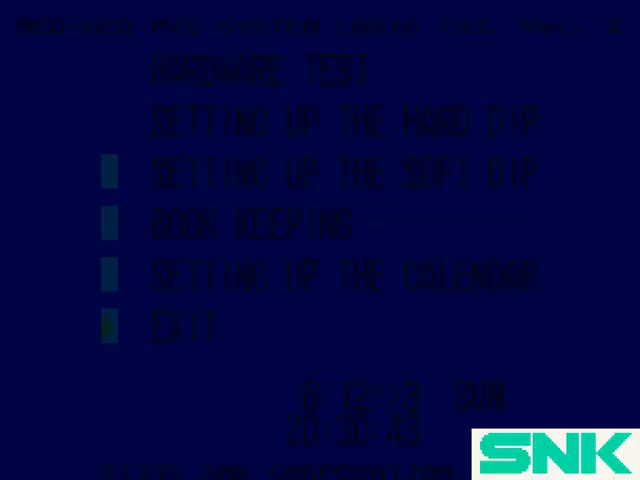 HARDWARE TEST
SETTING UP THE HARD DIP
SETTING UP THE SOFT DIP
BOOK KEEPING
SETTING UP THE CALENDAR
EXIT
SUN
20:30:43
SNK